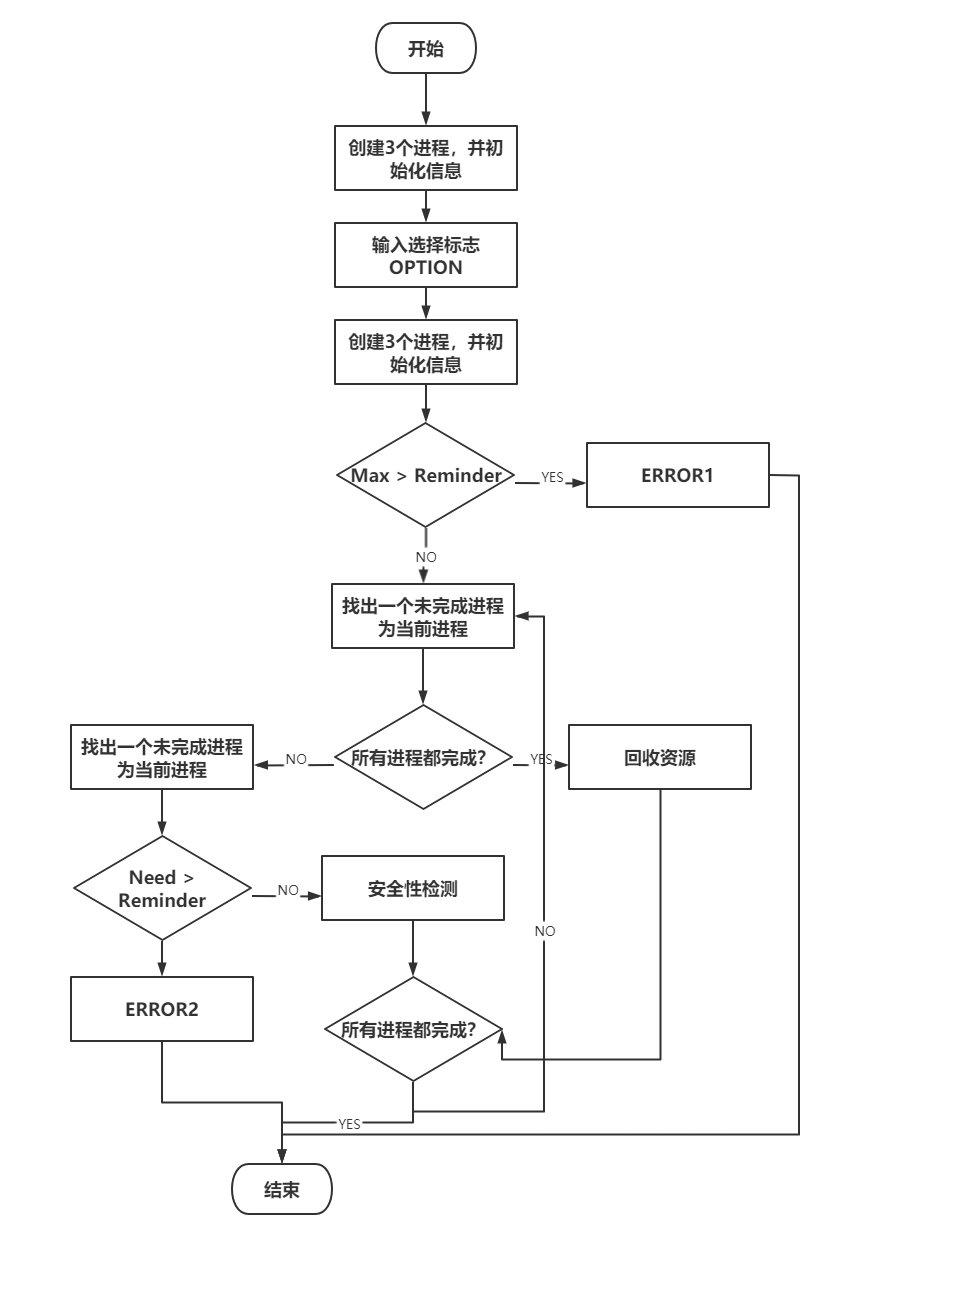 开始
创建3个进程，并初
始化信息
输入选择标志
OPTION
创建3个进程，并初
始化信息
Max > Reminder
YES
ERROR1
NO
找出一个未完成进程
为当前进程
所有进程都完成？
NO
YES
找出一个未完成进程
为当前进程
回收资源
Need >
Reminder
NO
安全性检测
NO
ERROR2
所有进程都完成？
YES
结束